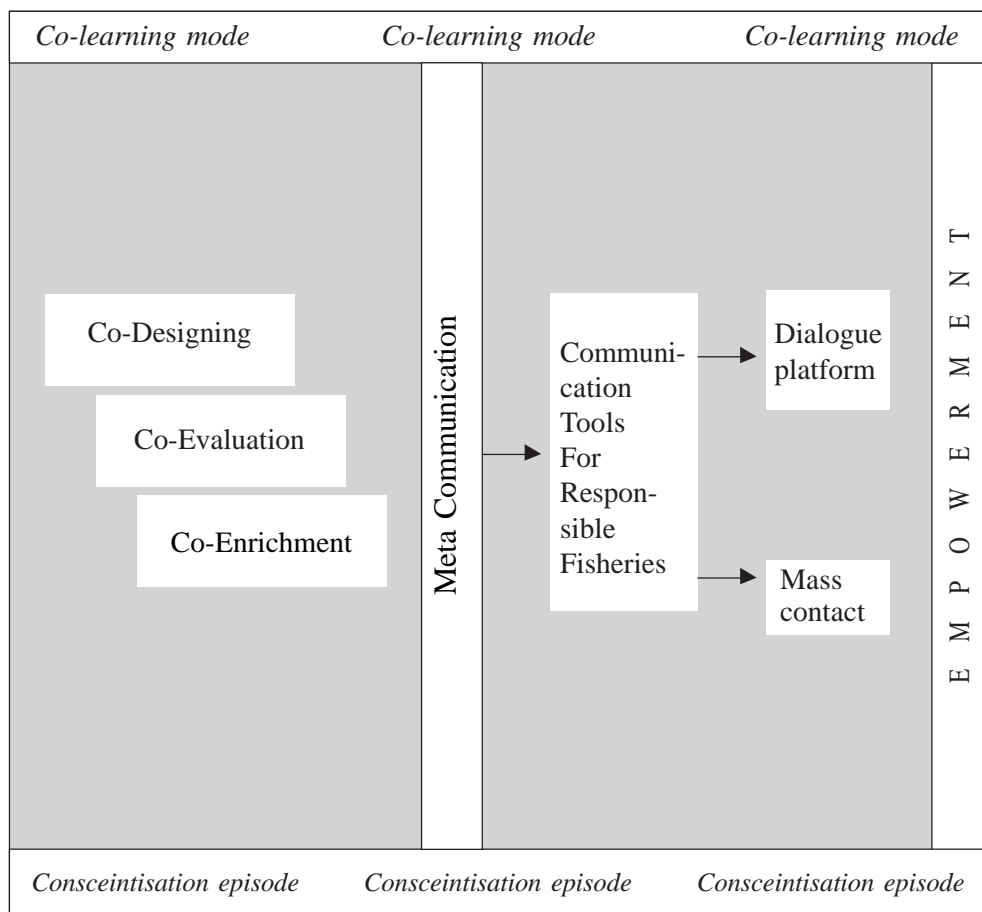 Co-learning mode Co-learning mode Co-learning mode
Co-Designing
Co-Evaluation
Co-Enrichment
Meta Communication
Communi-
cation
Tools
For
Respon-
sible
Fisheries
Dialogue
platform
Mass
contact
E M P O W E R M E N T
Consceintisation episode Consceintisation episode Consceintisation episode